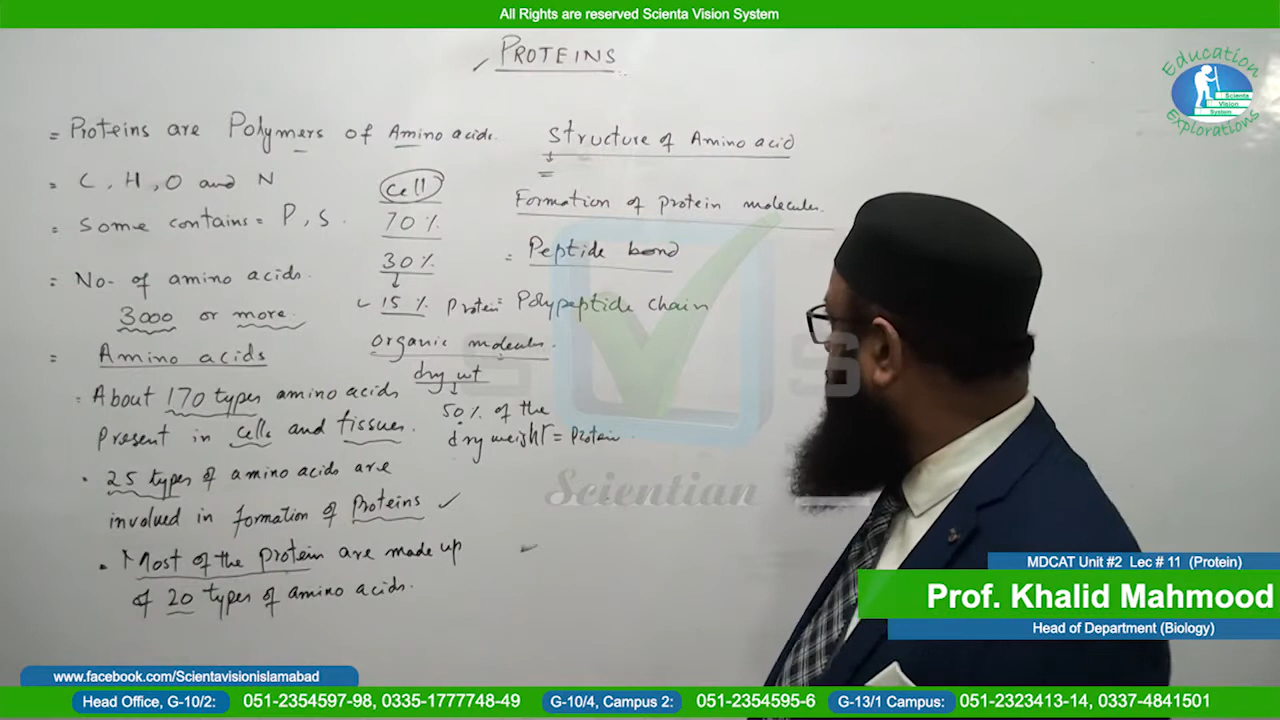 All Rights are reserved Scienta Vision System
Education
Scienta
Vision
System
Explorations
PROTEINS
= Proteins are Polymers of Amino acids.
= C, H, O and N
= Some contains = P, S.
= No- of amino acids.
3000 or more.
= Amino acids
About 170 types amino acids
present in cells and tissues.
25 types of amino acids are
involved in formation of Proteins ✓
Most of the protein are made up
of 20 types of amino acids.
Cell
70 %
30 %
15 % protein
organic molecules.
dry wt
50 % of the
dry weight = Protein
Structure of Amino acid
Formation of protein molecules.
= Peptide bond
Polypeptide chain
S S
Scientian
MDCAT Unit #2 Lec # 11 (Protein)
Prof. Khalid Mahmood
Head of Department (Biology)
www.facebook.com/Scientavisionislamabad
Head Office, G-10/2: 051-2354597-98, 0335-1777748-49 G-10/4, Campus 2: 051-2354595-6 G-13/1 Campus: 051-2323413-14, 0337-4841501